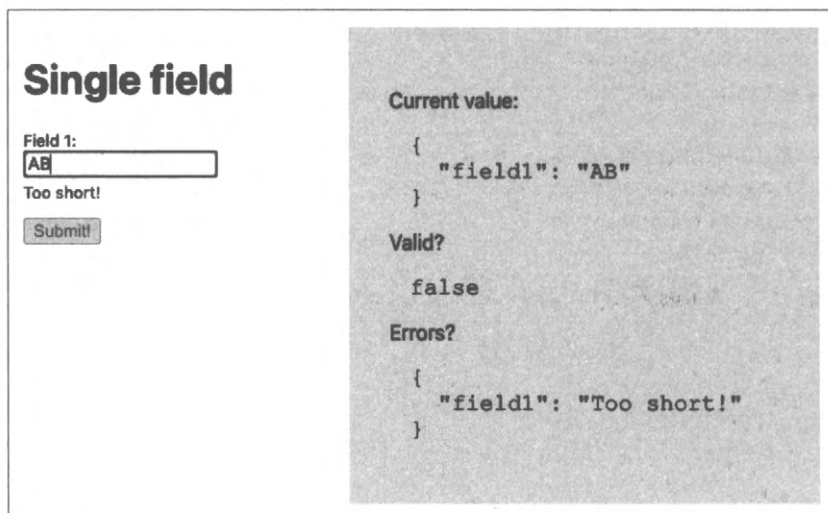 Single field
Field 1:
AB
Too short!
Submit!
Current value:
{
"field1": "AB"
}
Valid?
false
Errors?
{
"field1": "Too short!"
}